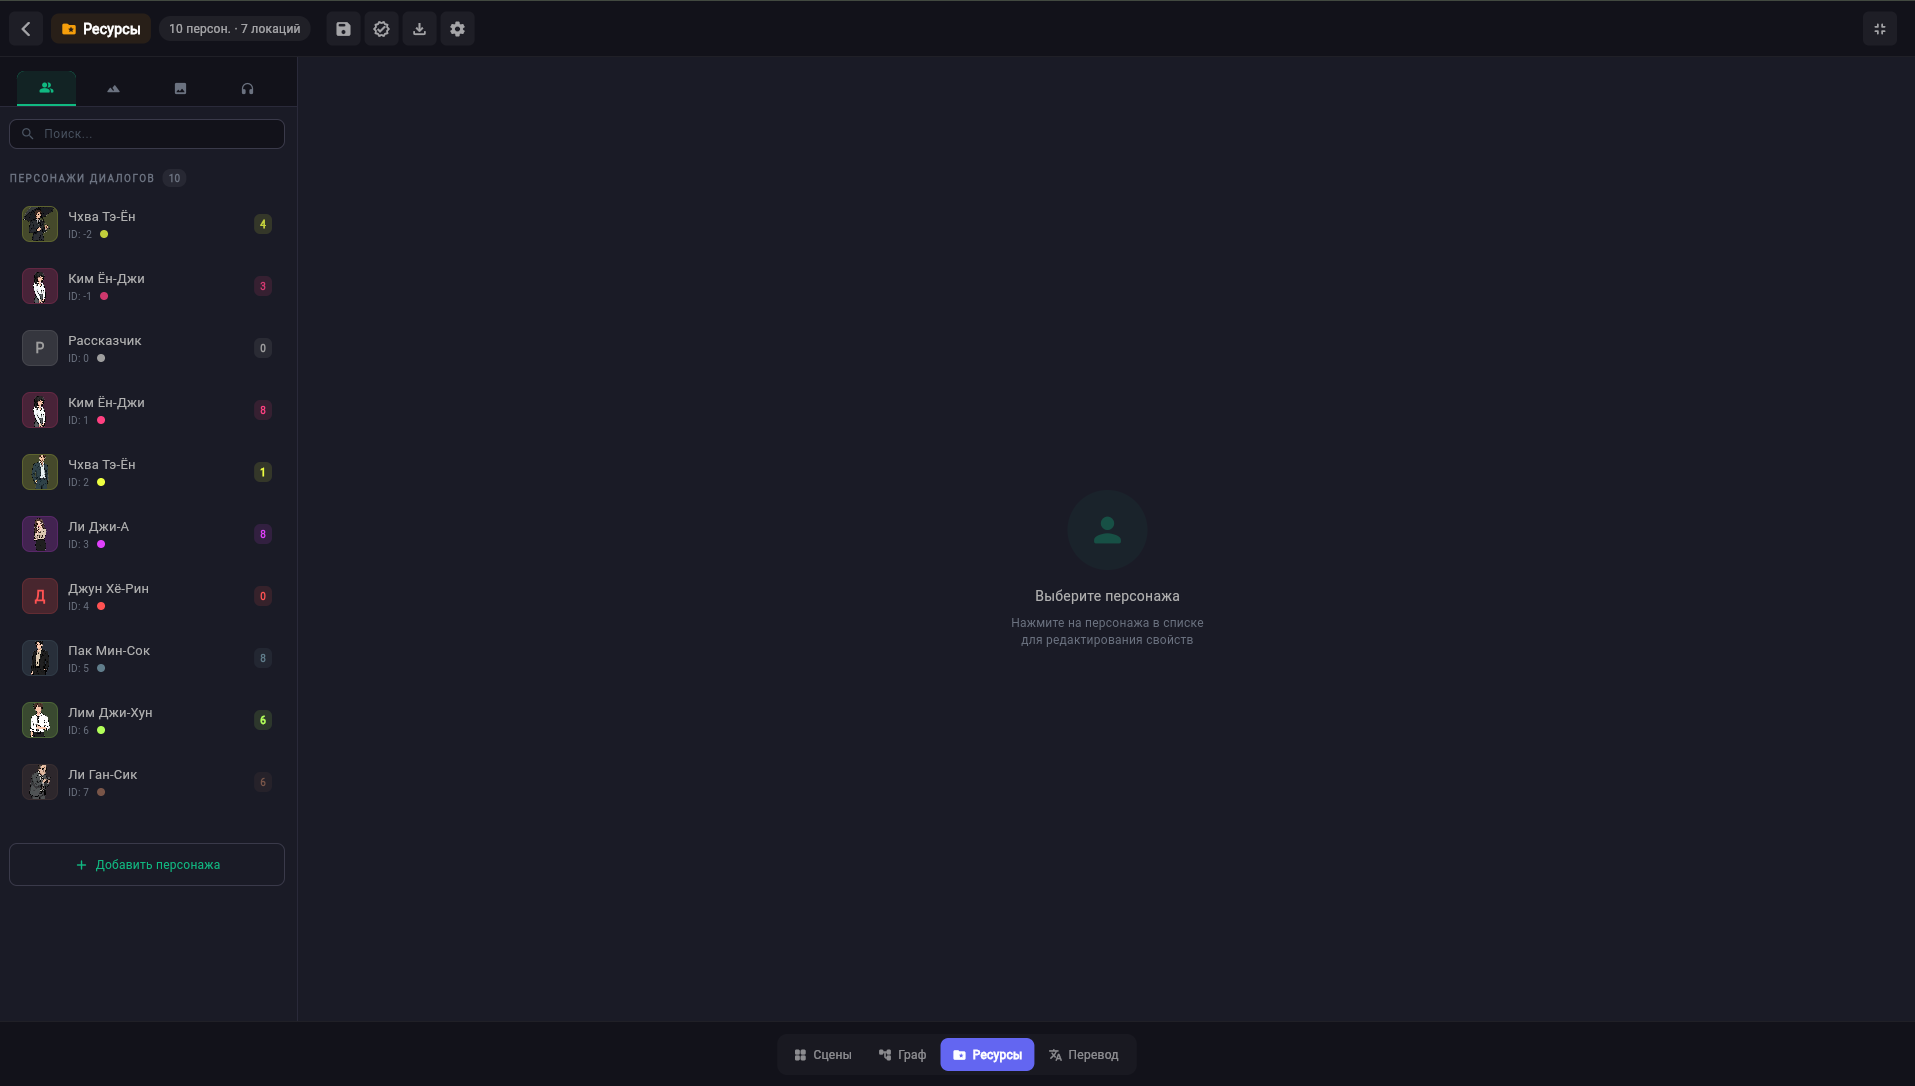 Ресурсы
10 персон. · 7 локаций
Поиск...
ПЕРСОНАЖИ ДИАЛОГОВ 10
Чхва Тэ-Ён
ID: -2
4
Ким Ён-Джи
ID: -1
3
Р
Рассказчик
ID: 0
0
Ким Ён-Джи
ID: 1
8
Чхва Тэ-Ён
ID: 2
1
Ли Джи-А
ID: 3
8
Д
Джун Хё-Рин
ID: 4
0
Пак Мин-Сок
ID: 5
8
Лим Джи-Хун
ID: 6
6
Ли Ган-Сик
ID: 7
6
+ Добавить персонажа
Выберите персонажа
Нажмите на персонажа в списке
для редактирования свойств
Сцены
Граф
Ресурсы
Перевод